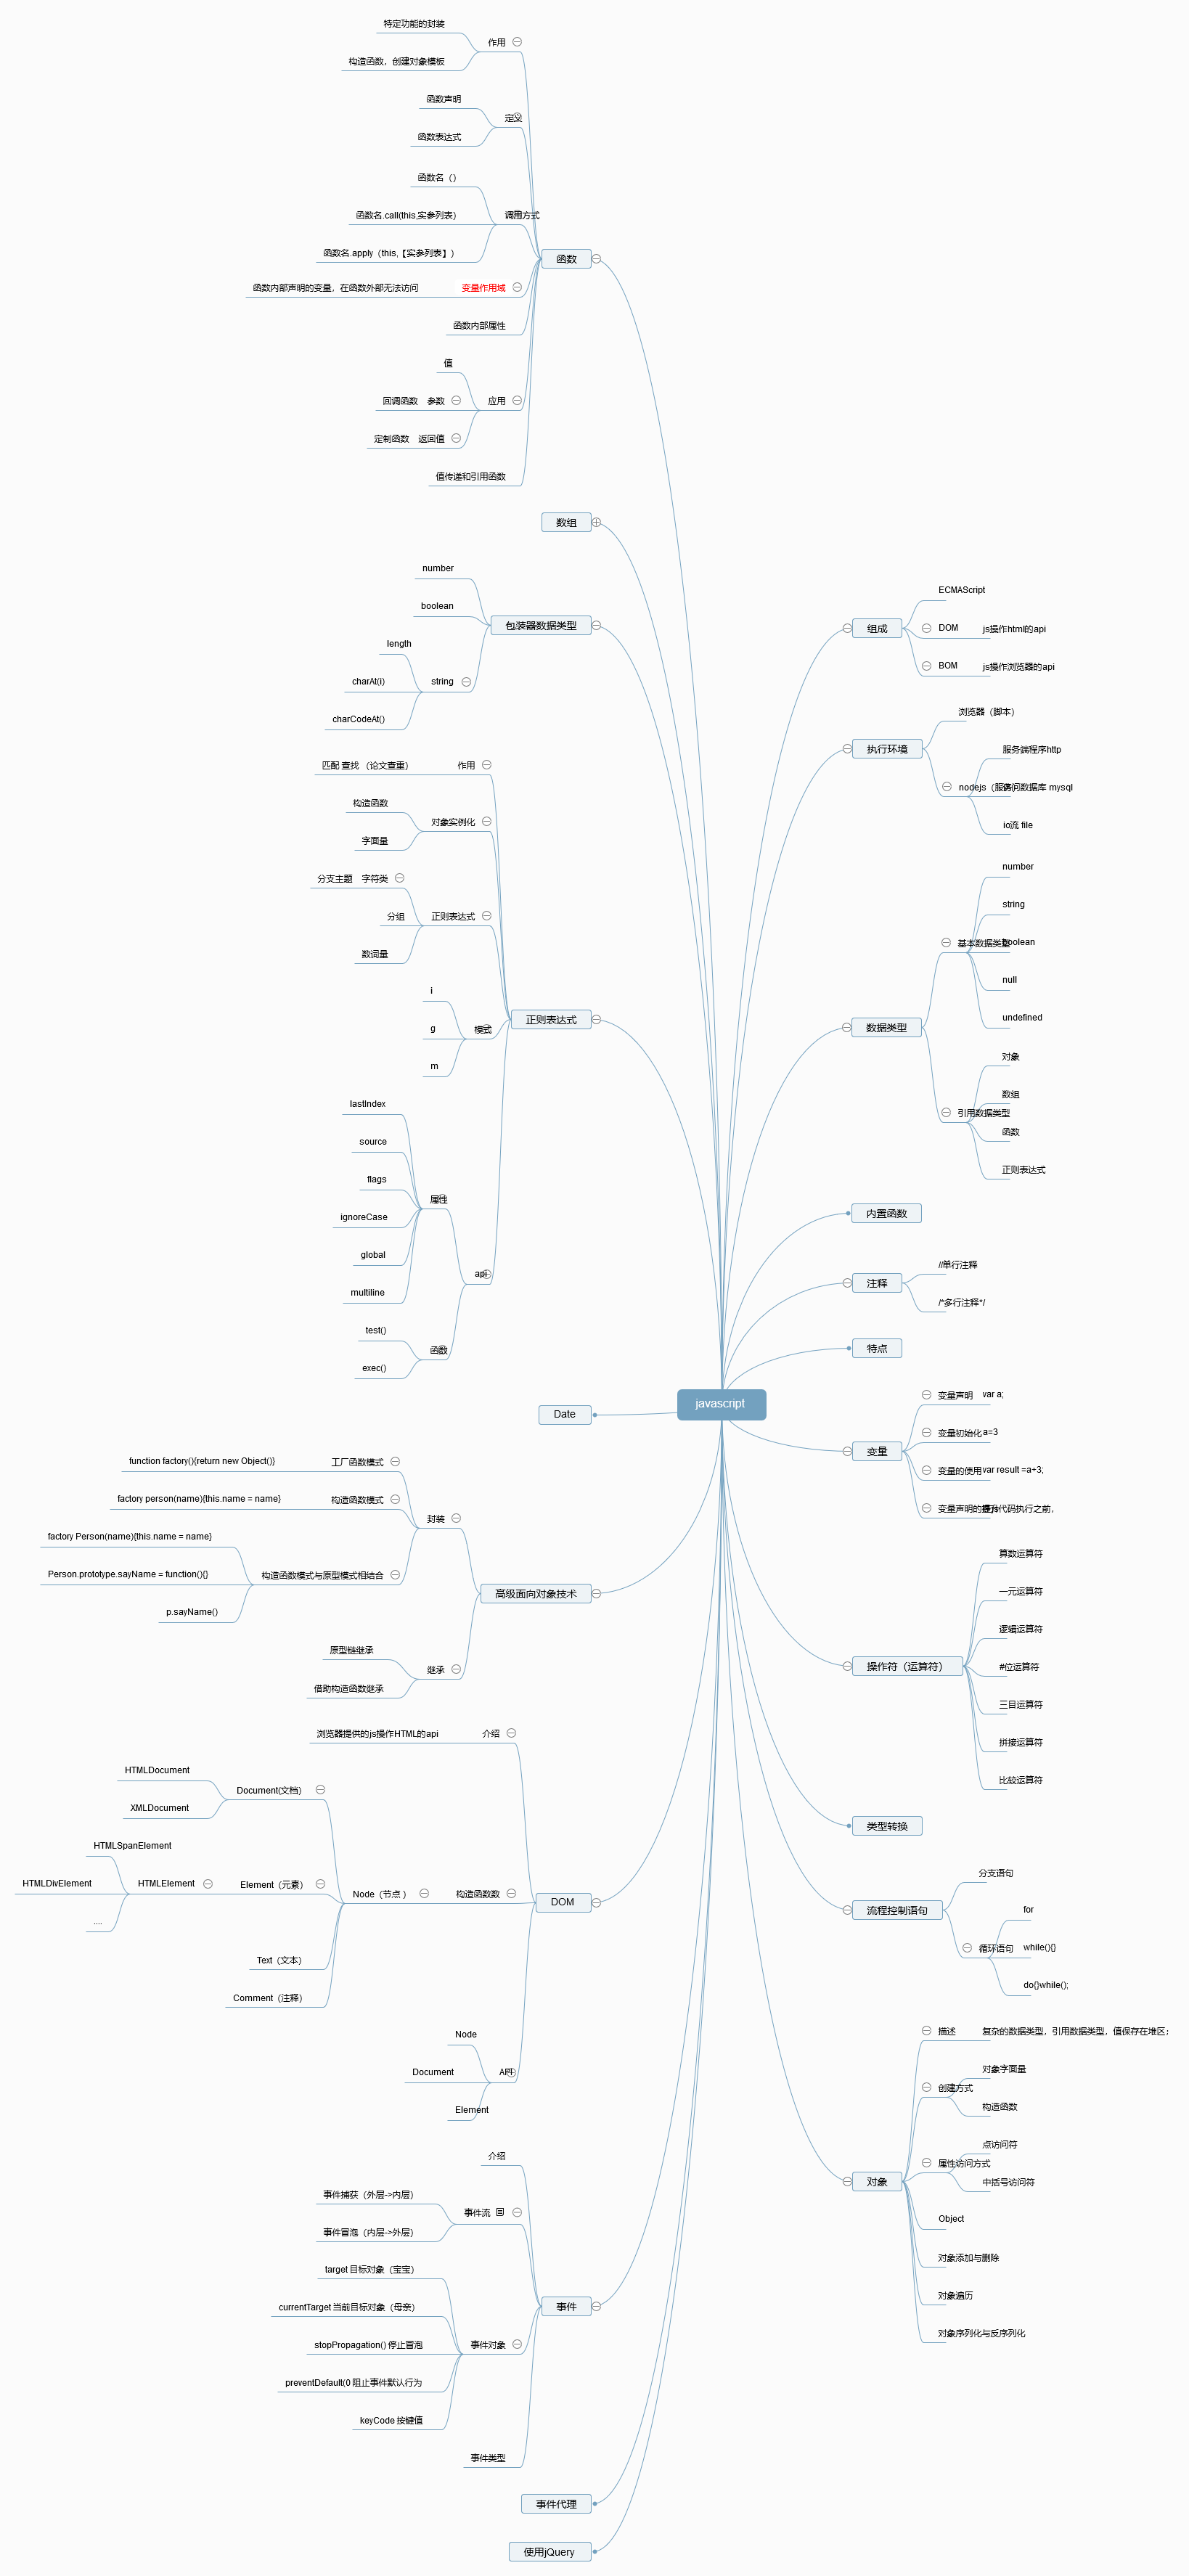 javascript
组成
ECMAScript
DOM
js操作html的api
BOM
js操作浏览器的api
执行环境
浏览器（脚本）
服务端程序http
访问数据库 mysql
io流 file
数据类型
基本数据类型
number
string
boolean
null
undefined
引用数据类型
对象
数组
函数
正则表达式
内置函数
注释
//单行注释
/*多行注释*/
特点
变量
变量声明
var a;
变量初始化
a=3
变量的使用
var result =a+3;
变量声明的提升
代码执行之前，
操作符（运算符）
算数运算符
一元运算符
逻辑运算符
#位运算符
三目运算符
拼接运算符
比较运算符
类型转换
流程控制语句
分支语句
循环语句
for
while(){}
do{}while();
对象
描述
复杂的数据类型，引用数据类型，值保存在堆区；
创建方式
对象字面量
构造函数
属性访问方式
点访问符
中括号访问符
Object
对象添加与删除
对象遍历
对象序列化与反序列化
函数
作用
特定功能的封装
构造函数，创建对象模板
定义
函数声明
函数表达式
调用方式
函数名（）
函数名.call(this,实参列表）
函数名.apply（this,【实参列表】）
变量作用域
函数内部声明的变量，在函数外部无法访问
函数内部属性
应用
值
参数
回调函数
返回值
定制函数
值传递和引用函数
数组
包装器数据类型
number
boolean
string
length
charAt(i)
charCodeAt()
正则表达式
作用
匹配 查找 （论文查重）
对象实例化
构造函数
字面量
正则表达式
字符类
分支主题
分组
数词量
模式
i
g
m
api
属性
lastIndex
source
flags
ignoreCase
global
multiline
函数
test()
exec()
Date
高级面向对象技术
封装
工厂函数模式
function factory(){return new Object()}
构造函数模式
factory person(name){this.name = name}
构造函数模式与原型模式相结合
factory Person(name){this.name = name}
Person.prototype.sayName = function(){}
p.sayName()
继承
原型链继承
借助构造函数继承
DOM
介绍
浏览器提供的js操作HTML的api
构造函数数
Node（节点 ）
Document(文档）
HTMLDocument
XMLDocument
Element（元素）
HTMLElement
HTMLSpanElement
HTMLDivElement
....
Text（文本）
Comment（注释）
API
Node
Document
Element
事件
介绍
事件流
事件捕获（外层->内层）
事件冒泡（内层->外层）
事件对象
target 目标对象（宝宝）
currentTarget 当前目标对象（母亲）
stopPropagation() 停止冒泡
preventDefault(0 阻止事件默认行为
keyCode 按键值
事件类型
事件代理
使用jQuery